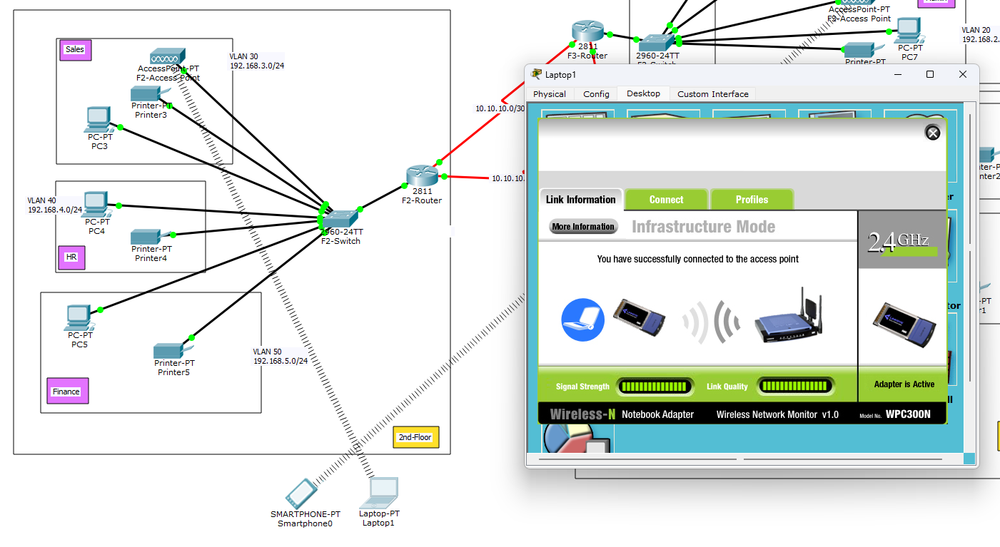 Sales
AccessPoint-PT
F2-Access Point
VLAN 30
192.168.3.0/24
Printer-PT
Printer3
PC-PT
PC3
VLAN 40
192.168.4.0/24
PC-PT
PC4
Printer-PT
Printer4
HR
2960-24TT
F2-Switch
2811
F2-Router
PC-PT
PC5
Printer-PT
Printer5
VLAN 50
192.168.5.0/24
Finance
2nd-Floor
SMARTPHONE-PT
Smartphone0
Laptop-PT
Laptop1
10.10.10.0/30
10.10.10.
2811
F3-Router
2960-24TT
F3-Switch
AccessPoint-PT
F3-Access Point
Admin
VLAN 20
192.168.2.
PC-PT
PC7
Printer-PT
Laptop1
Physical Config Desktop Custom Interface
Link Information Connect Profiles
More Information Infrastructure Mode
2.4GHz
You have successfully connected to the access point
Signal Strength Link Quality Adapter is Active
Wireless-N Notebook Adapter Wireless Network Monitor v1.0 Model No. WPC300N